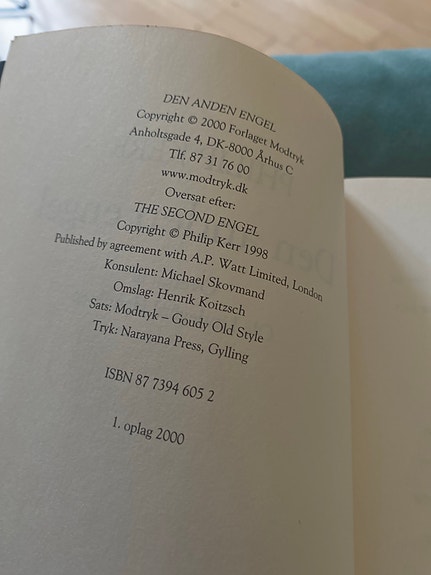 DEN ANDEN ENGEL
Copyright © 2000 Forlaget Modtryk
Anholtsgade 4, DK-8000 Århus C
Tlf. 87 31 76 00
www.modtryk.dk
Oversat efter:
THE SECOND ENGEL
Copyright © Philip Kerr 1998
Published by agreement with A.P. Watt Limited, London
Konsulent: Michael Skovmand
Omslag: Henrik Koitzsch
Sats: Modtryk – Goudy Old Style
Tryk: Narayana Press, Gylling
ISBN 87 7394 605 2
1. oplag 2000